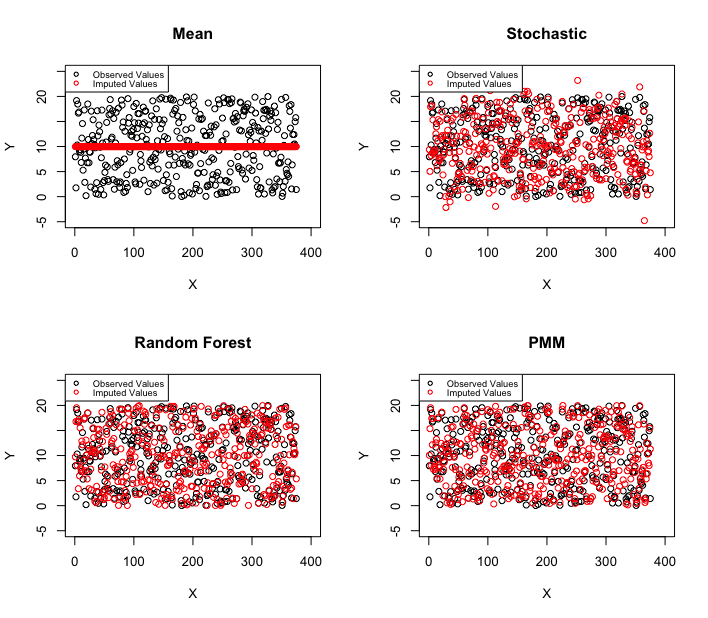 Mean
Observed Values
Imputed Values
Y
20
10
5
0
-5
0 100 200 300 400
X
Stochastic
Observed Values
Imputed Values
Y
20
10
5
0
-5
0 100 200 300 400
X
Random Forest
Observed Values
Imputed Values
Y
20
10
5
0
-5
0 100 200 300 400
X
PMM
Observed Values
Imputed Values
Y
20
10
5
0
-5
0 100 200 300 400
X